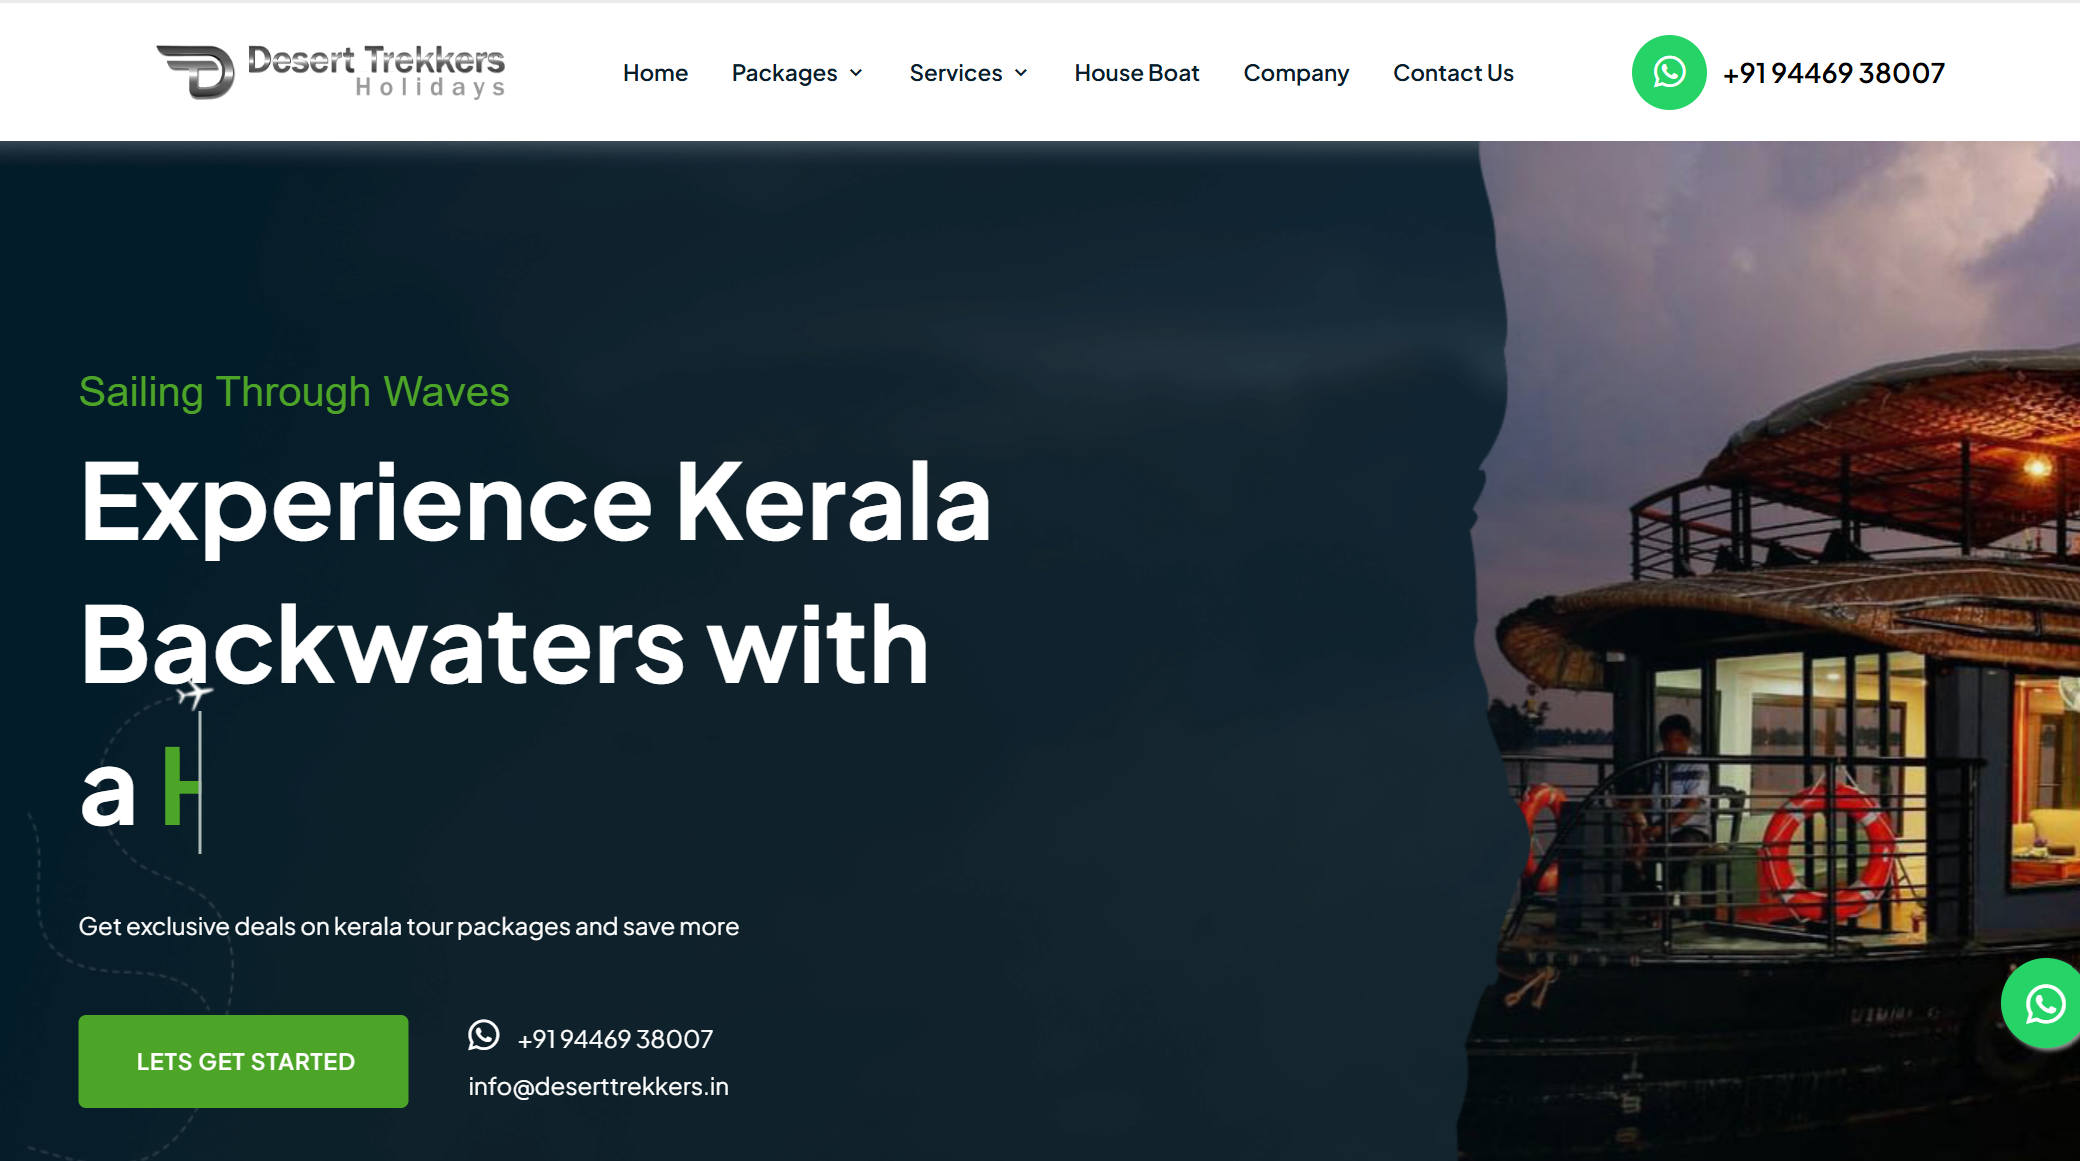 Desert Trekkers
Holidays
Home Packages Services House Boat Company Contact Us
+91 94469 38007
Sailing Through Waves
Experience Kerala
Backwaters with
a H
Get exclusive deals on kerala tour packages and save more
LETS GET STARTED
+91 94469 38007
info@deserttrekkers.in